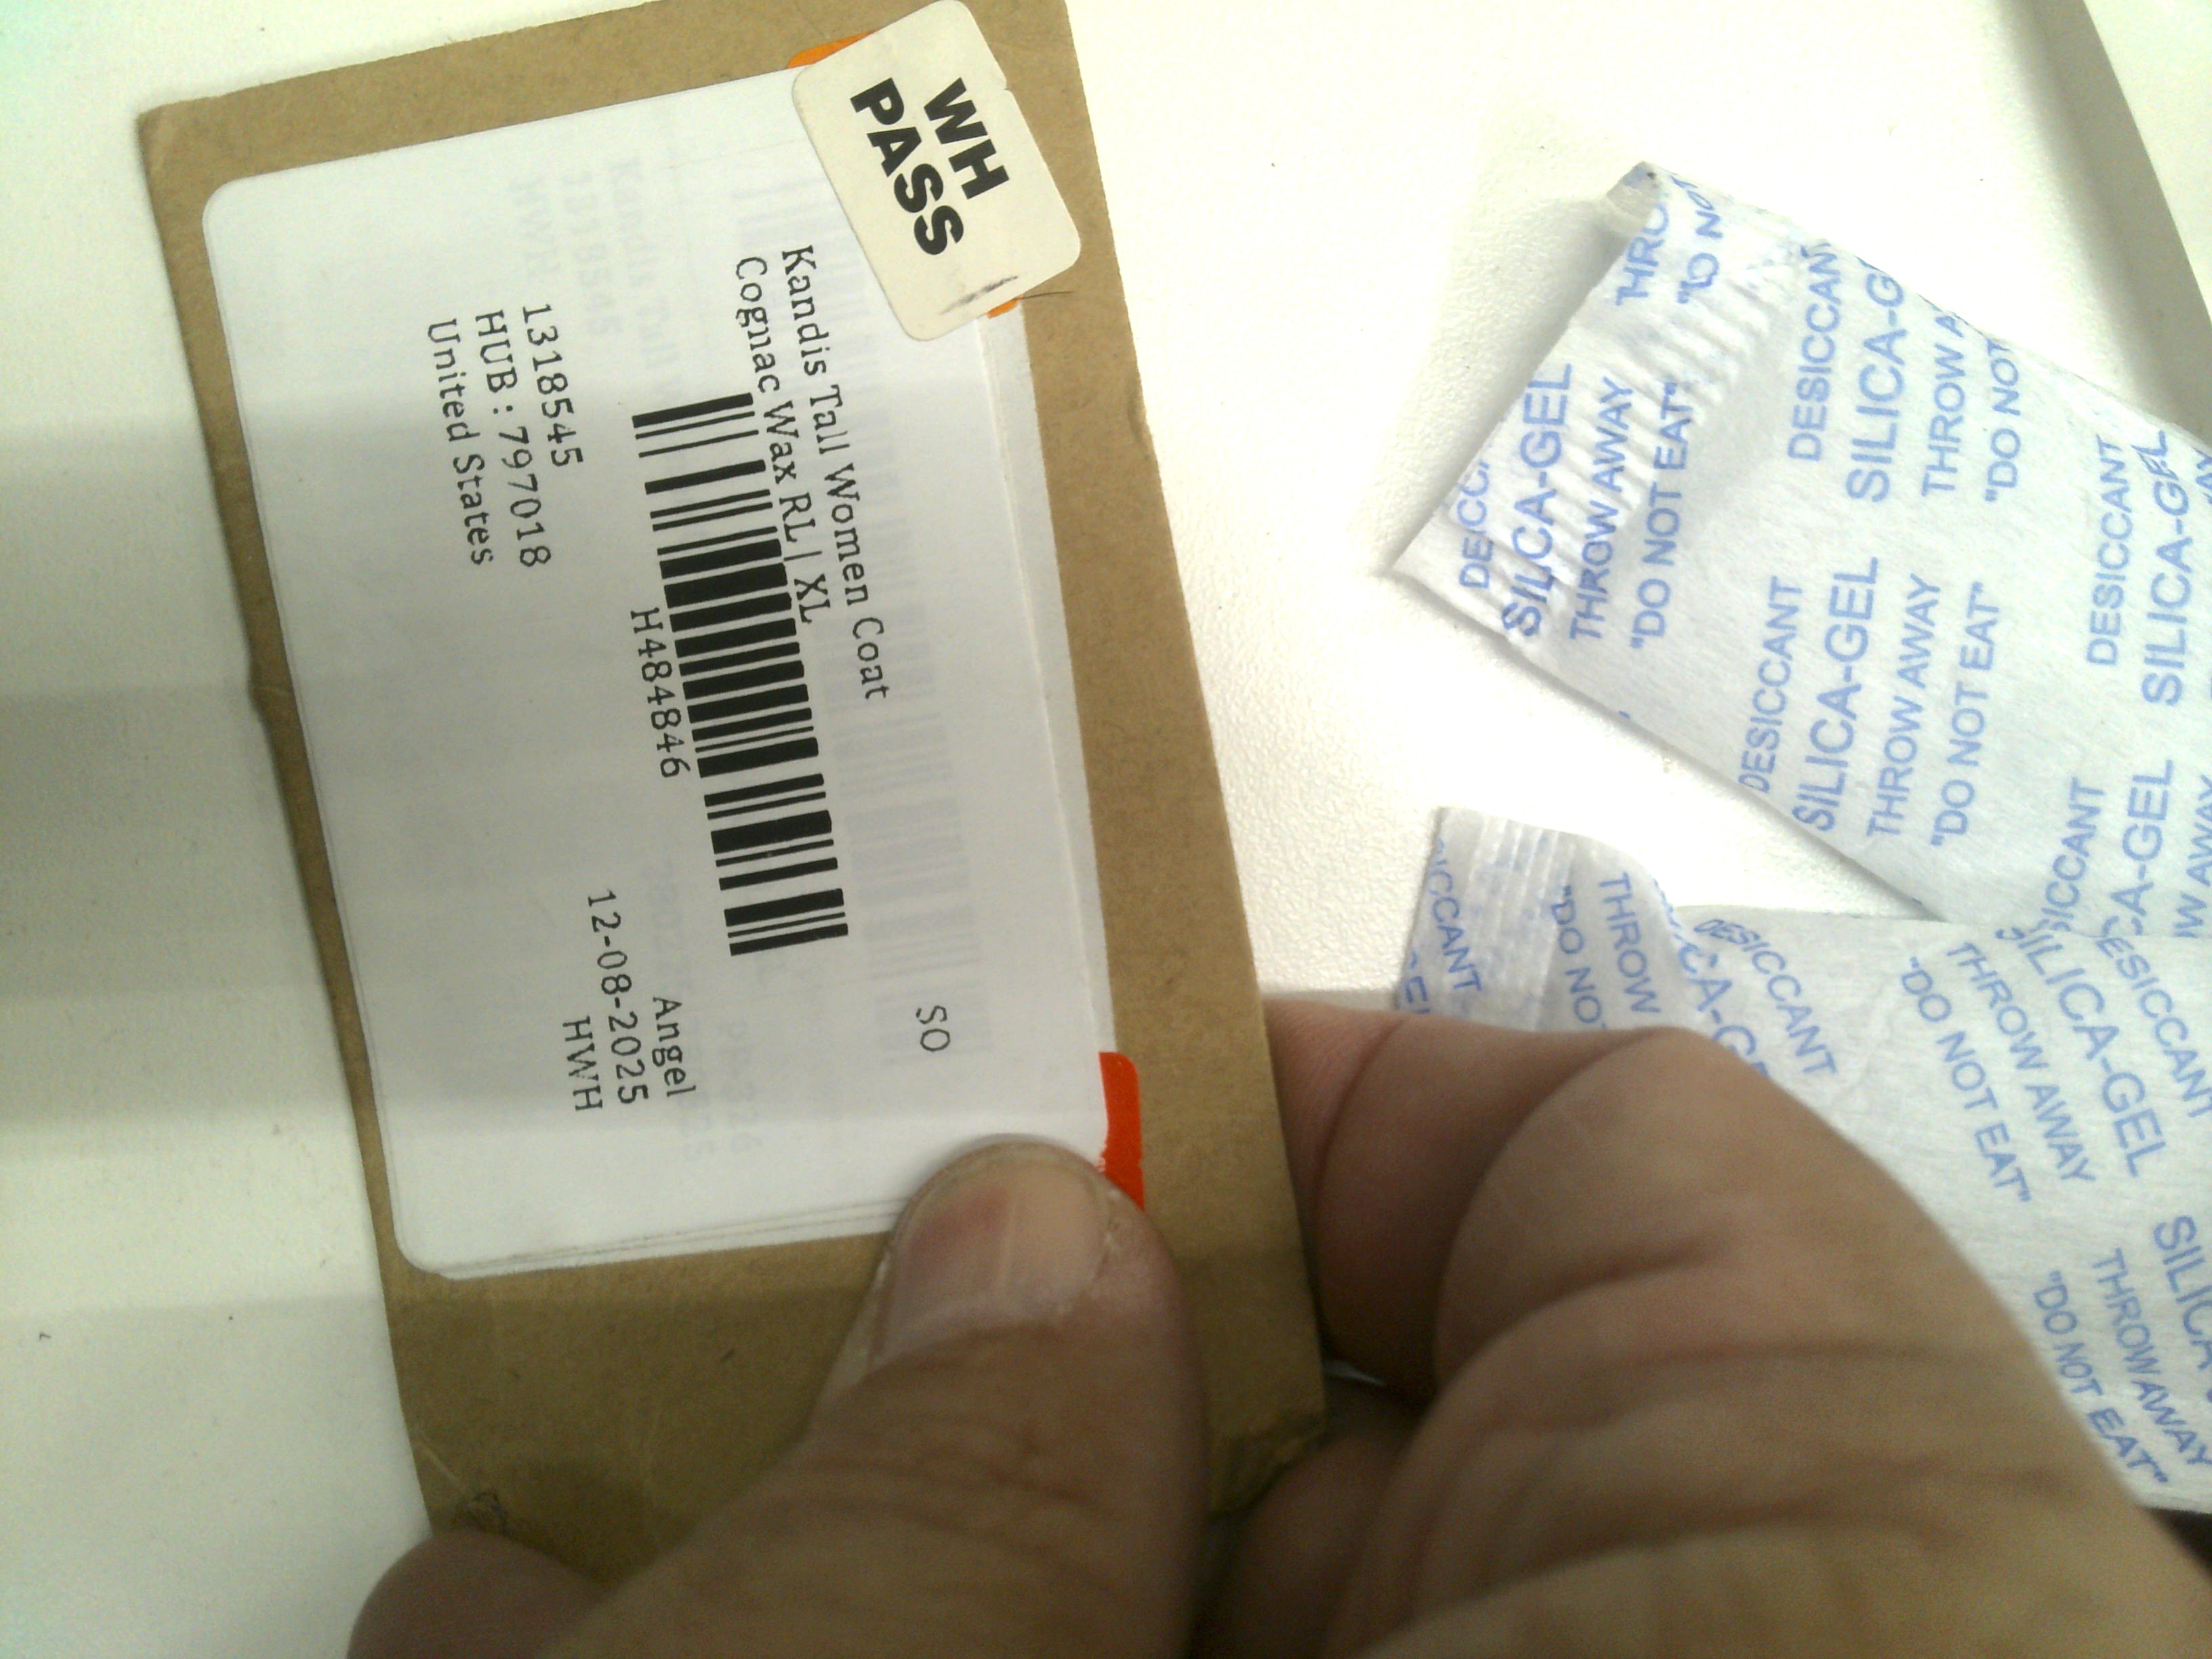 WH
PASS
SO
Kandis Tall Women Coat
Cognac Wax RL | XL
H484846
Angel
12-08-2025
HWH
1318545
HUB : 797018
United States
DESICCANT
SILICA-GEL
THROW AWAY
"DO NOT EAT"
DESICCANT
SILICA-GEL
THROW AWAY
"DO NOT EAT"
DESICCANT
SILICA-GEL
THROW AWAY
"DO NOT EAT"